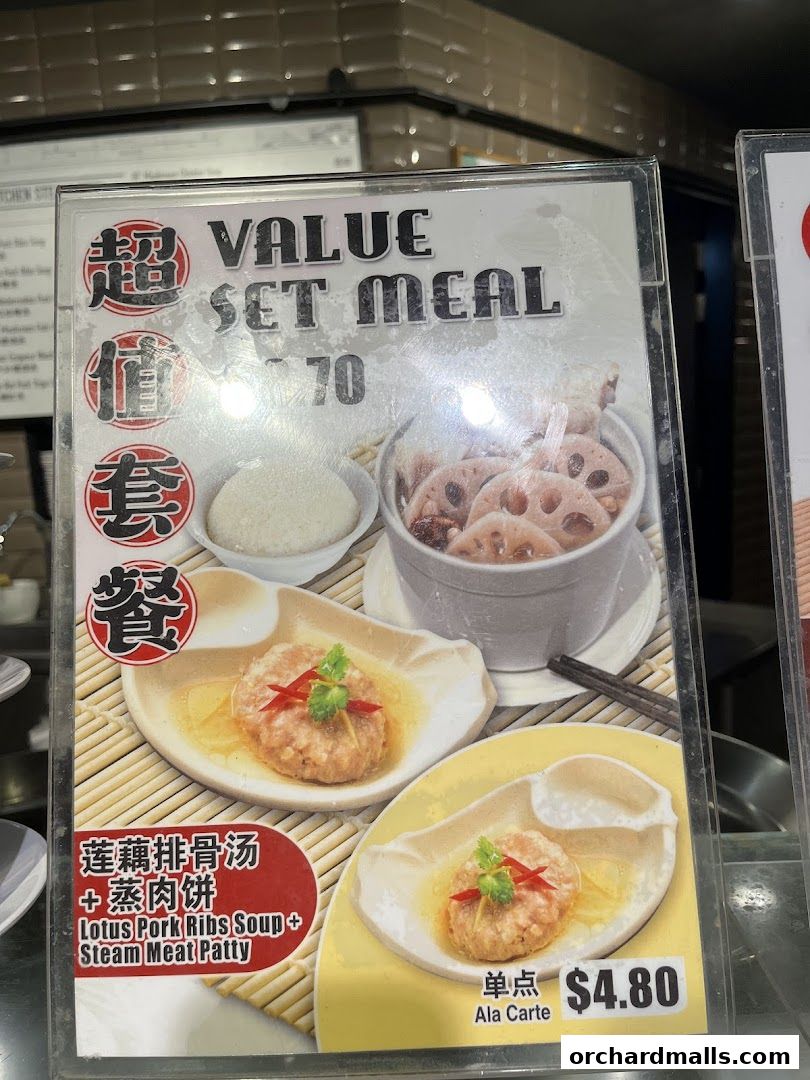 超值套餐
VALUE
SET MEAL
70
莲藕排骨汤
+ 蒸肉饼
Lotus Pork Ribs Soup +
Steam Meat Patty
单点
Ala Carte
$4.80
orchardmalls.com